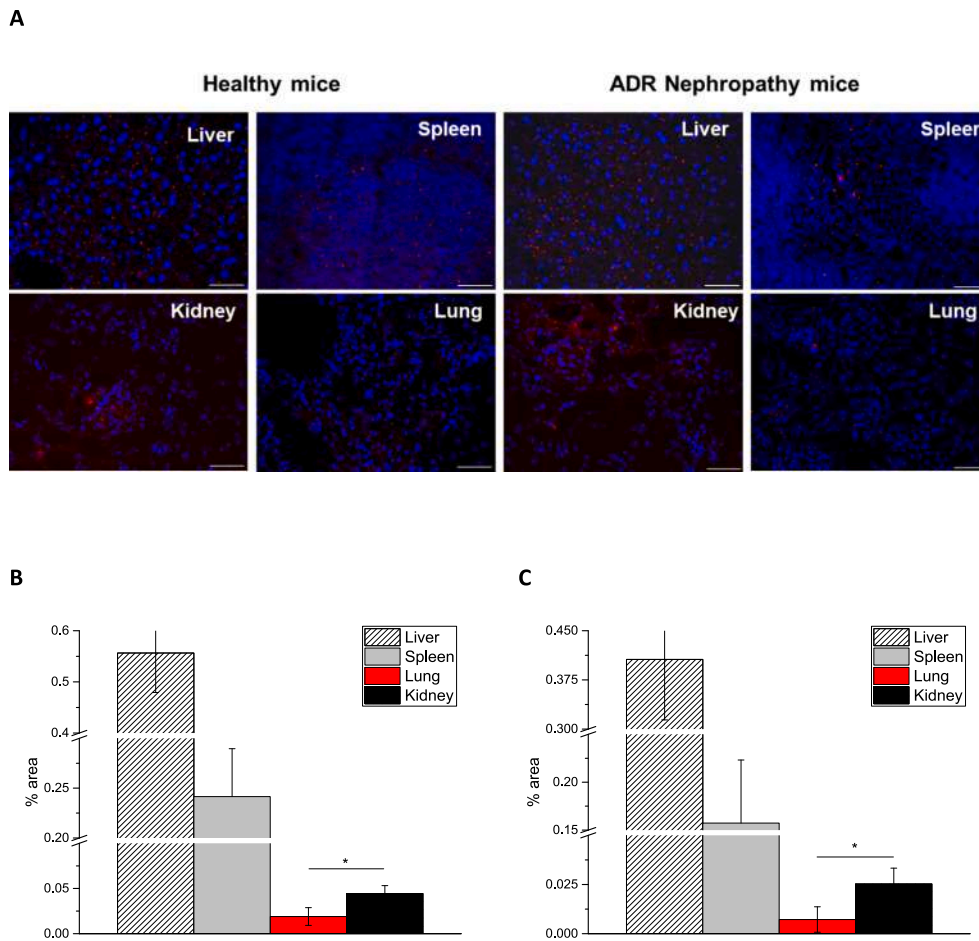 A
Healthy mice
ADR Nephropathy mice
Liver
Spleen
Liver
Spleen
Kidney
Lung
Kidney
Lung
B
0.6
0.5
0.4
0.25
0.20
0.05
0.00
% area
Liver
Spleen
Lung
Kidney
*
C
0.450
0.375
0.300
0.20
0.15
0.025
0.000
% area
Liver
Spleen
Lung
Kidney
*